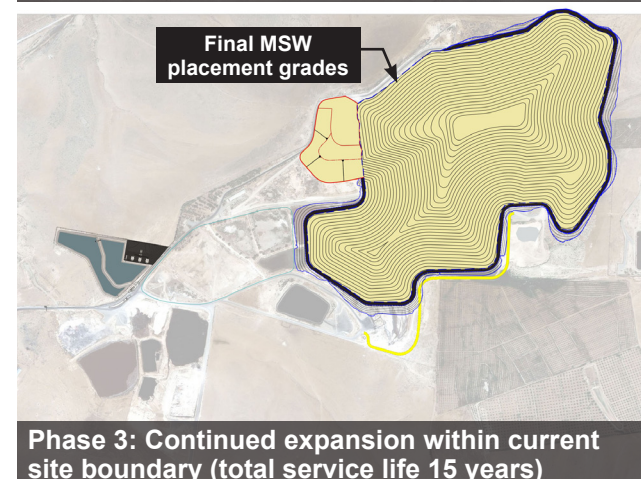 Final MSW
placement grades
Phase 3: Continued expansion within current
site boundary (total service life 15 years)